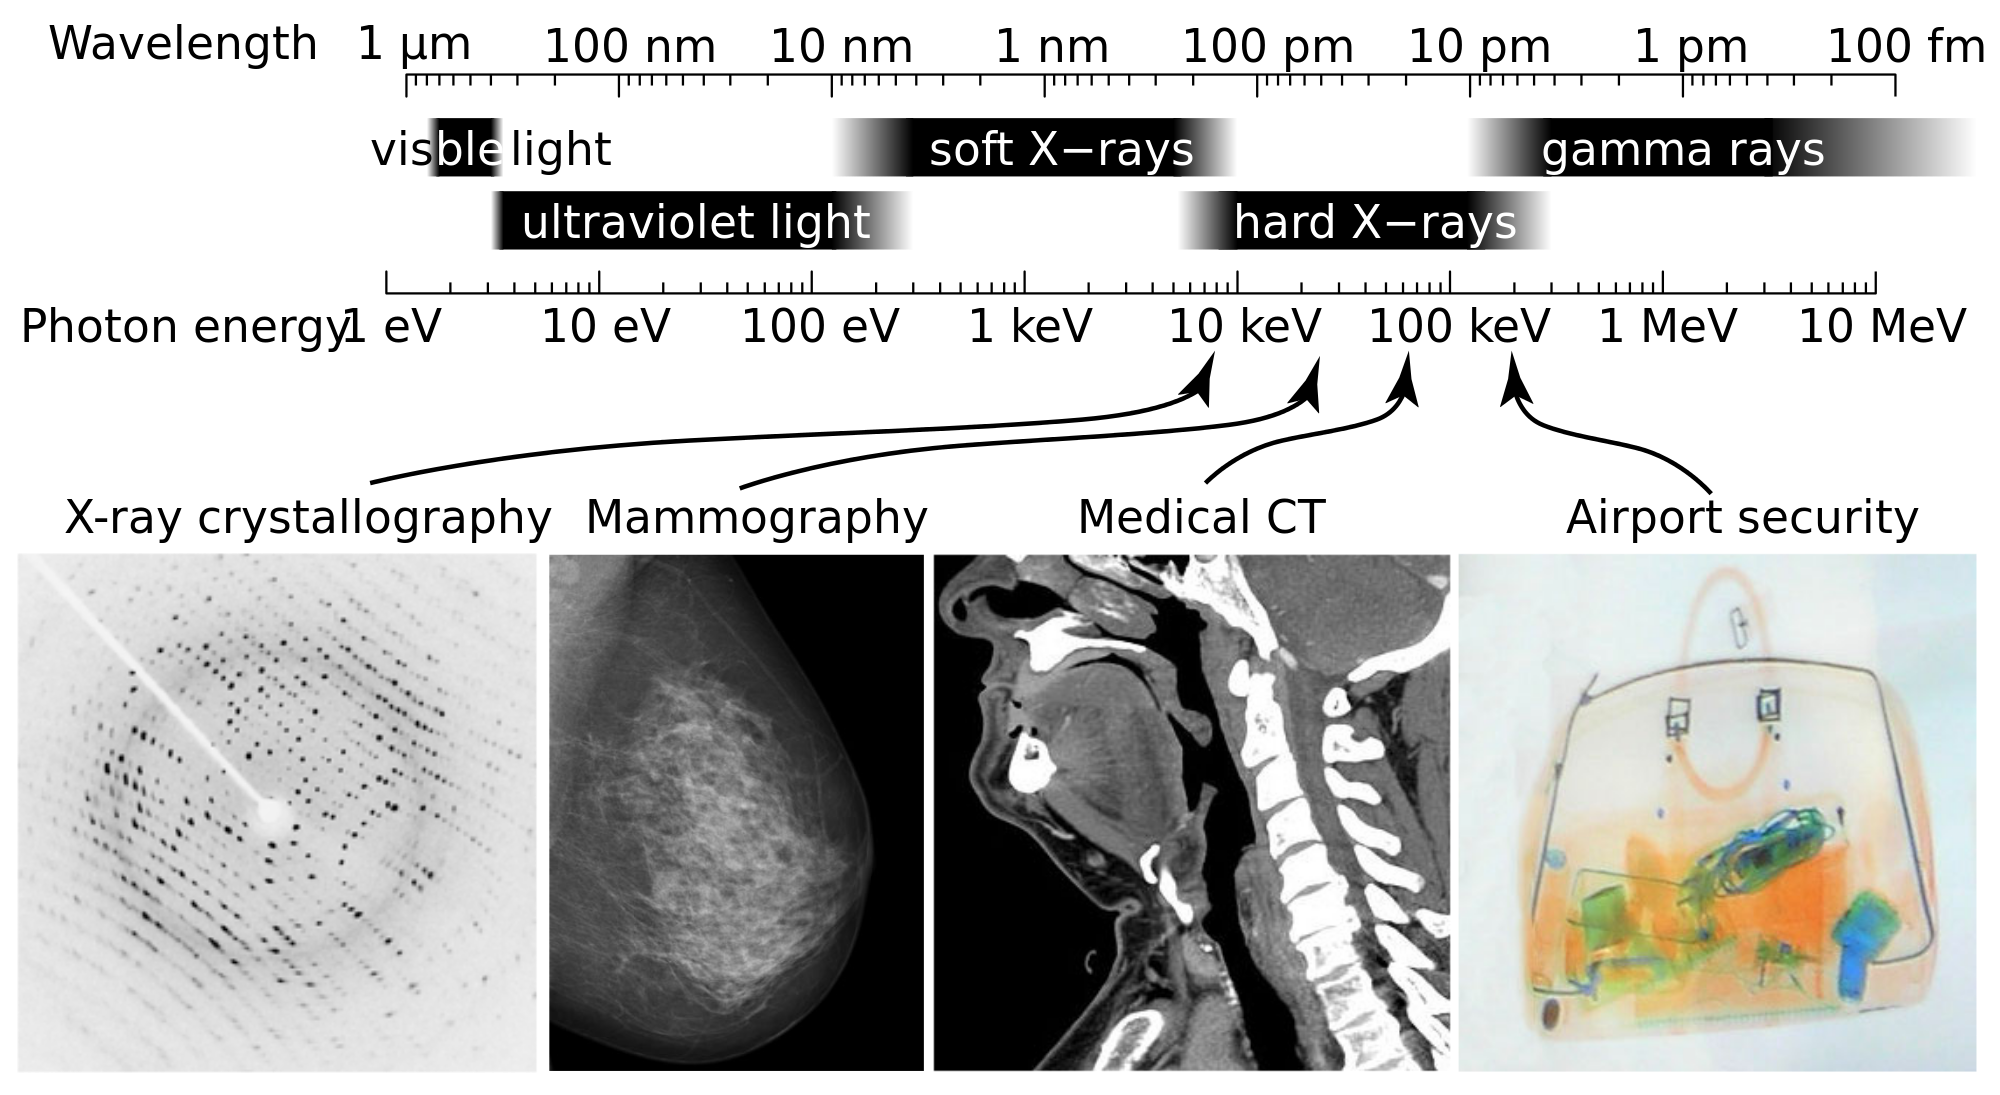 Wavelength 1 µm 100 nm 10 nm 1 nm 100 pm 10 pm 1 pm 100 fm
visble light soft X−rays gamma rays
ultraviolet light hard X−rays
Photon energy 1 eV 10 eV 100 eV 1 keV 10 keV 100 keV 1 MeV 10 MeV
X-ray crystallography Mammography Medical CT Airport security